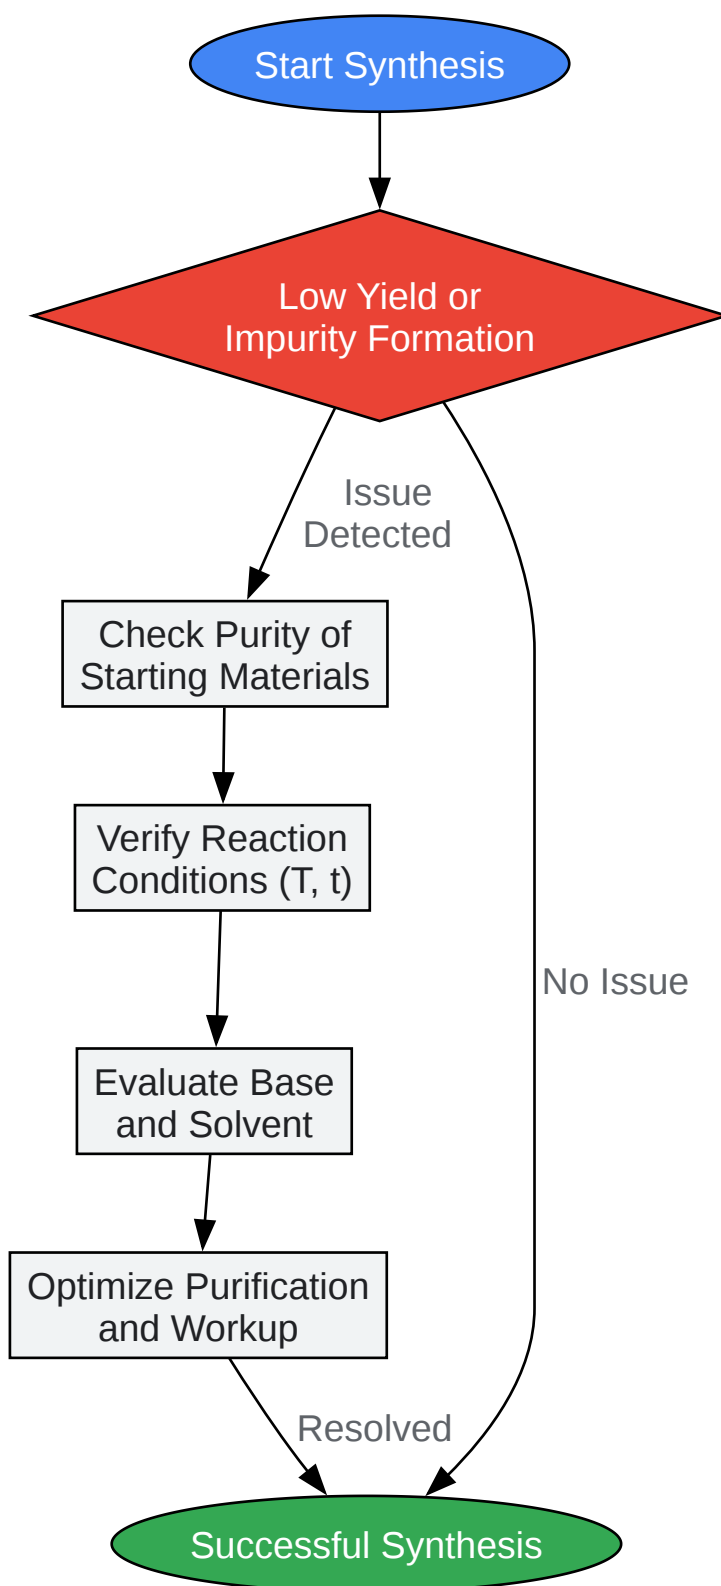 Start Synthesis
Low Yield or
Impurity Formation
Issue
Detected
Check Purity of
Starting Materials
Verify Reaction
Conditions (T, t)
No Issue
Evaluate Base
and Solvent
Optimize Purification
and Workup
Resolved
Successful Synthesis